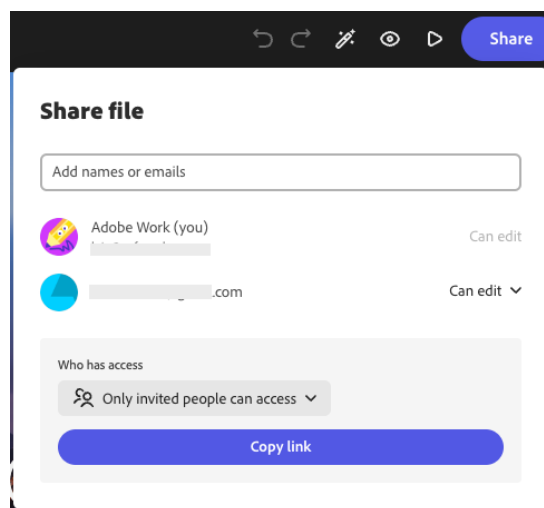 Share
Share file
Add names or emails
Adobe Work (you)
Can edit
.com
Can edit
Who has access
Only invited people can access
Copy link